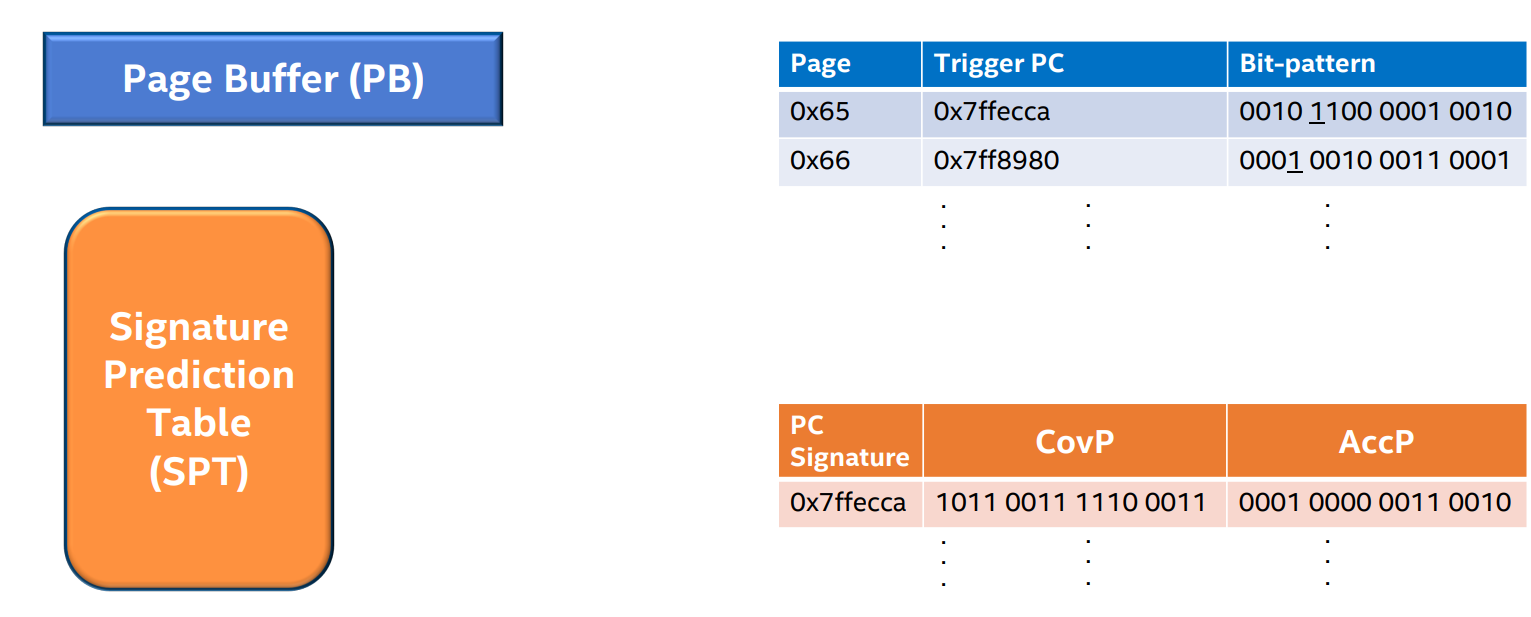 Page Buffer (PB)
Page Trigger PC Bit-pattern
0x65 0x7ffecca 0010 1100 0001 0010
0x66 0x7ff8980 0001 0010 0011 0001
Signature
Prediction
Table
(SPT)
PC
Signature CovP AccP
0x7ffecca 1011 0011 1110 0011 0001 0000 0011 0010